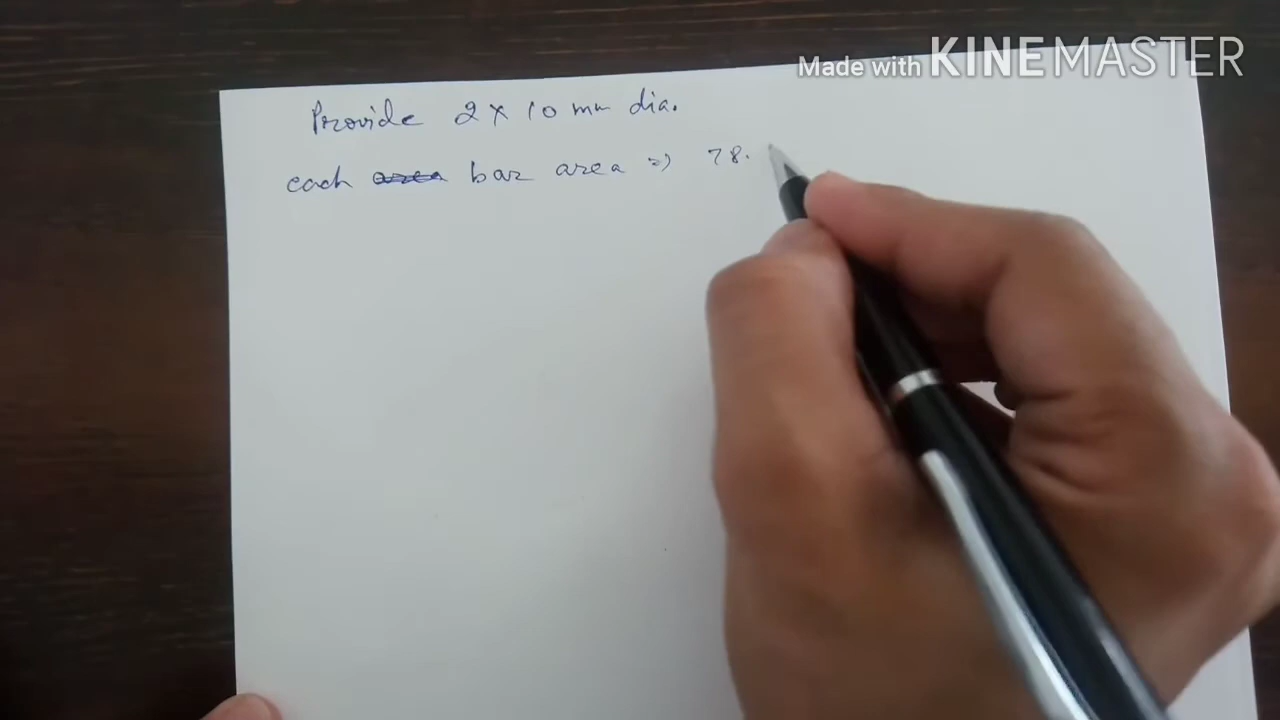 Made with KINEMASTER
Provide 2 x 10 mm dia.
each area bar area => 78.